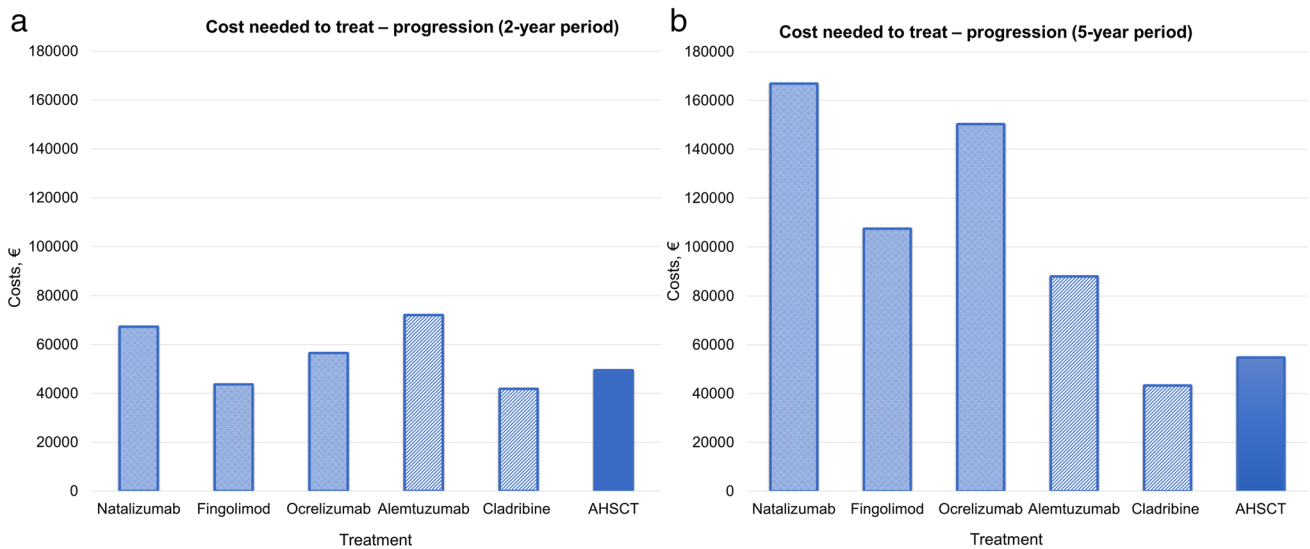 a
Cost needed to treat – progression (2-year period)
180000
160000
140000
120000
100000
80000
60000
40000
20000
0
Costs, €
Natalizumab Fingolimod Ocrelizumab Alemtuzumab Cladribine AHSCT
Treatment
b
Cost needed to treat – progression (5-year period)
180000
160000
140000
120000
100000
80000
60000
40000
20000
0
Costs, €
Natalizumab Fingolimod Ocrelizumab Alemtuzumab Cladribine AHSCT
Treatment